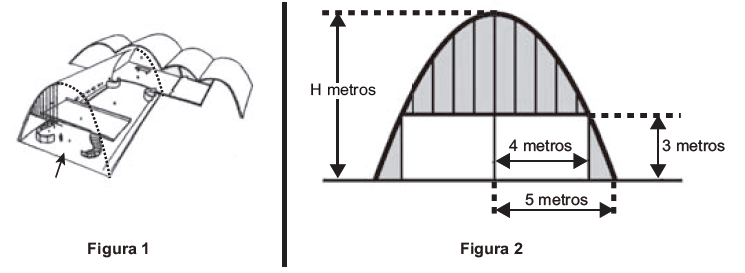 H metros
4 metros
3 metros
5 metros
Figura 1
Figura 2